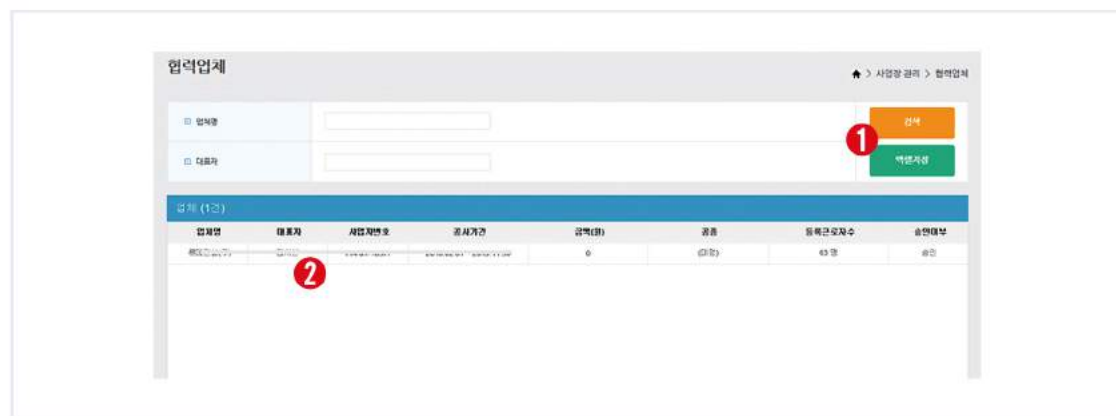 협력업체
> 사업장 관리 > 협력업체
업체명
검색
1
대표자
엑셀저장
업체 (1건)
업체명 대표자 사업자번호 공사기간 금액(원) 공종 등록근로자수 승인여부
0 (미정) 63 명 승인
2